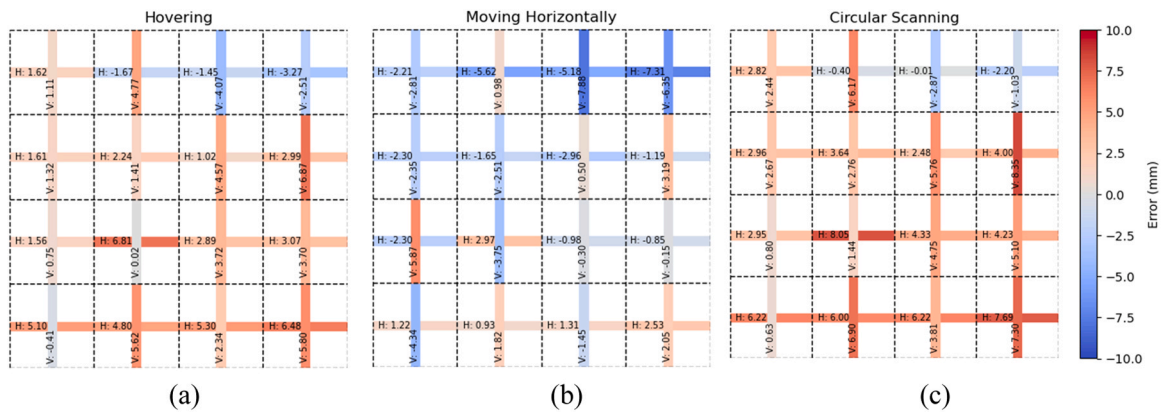 Hovering
H: 1.62 H: -1.67 H: -1.45 H: -3.27
V: 1.11 V: 4.77 V: -4.07 V: -2.51
H: 1.61 H: 2.24 H: 1.02 H: 2.99
V: 1.32 V: 1.41 V: 4.57 V: 6.87
H: 1.56 H: 6.81 H: 2.89 H: 3.07
V: 0.75 V: 0.02 V: 3.72 V: 3.70
H: 5.10 H: 4.80 H: 5.30 H: 6.48
V: -0.41 V: 5.62 V: 2.34 V: 5.80
(a)
Moving Horizontally
H: -2.21 H: -5.62 H: -5.18 H: -7.31
V: -2.81 V: 0.98 V: -7.88 V: -6.35
H: -2.30 H: -1.65 H: -2.96 H: -1.19
V: -2.35 V: -2.51 V: 0.50 V: 3.19
H: -2.30 H: 2.97 H: -0.98 H: -0.85
V: 5.87 V: -3.75 V: -0.30 V: -0.15
H: 1.22 H: 0.93 H: 1.31 H: 2.53
V: -4.34 V: 1.82 V: -1.45 V: 2.05
(b)
Circular Scanning
H: 2.82 H: -0.40 H: -0.01 H: -2.20
V: 2.44 V: 6.17 V: -2.87 V: -1.03
H: 2.96 H: 3.64 H: 2.48 H: 4.00
V: 2.67 V: 2.76 V: 5.76 V: 8.35
H: 2.95 H: 8.05 H: 4.33 H: 4.23
V: 0.80 V: 1.44 V: 4.75 V: 5.10
H: 6.22 H: 6.00 H: 6.22 H: 7.69
V: 0.63 V: 6.90 V: 3.81 V: 7.30
(c)
10.0
7.5
5.0
2.5
0.0
−2.5
−5.0
−7.5
−10.0
Error (mm)